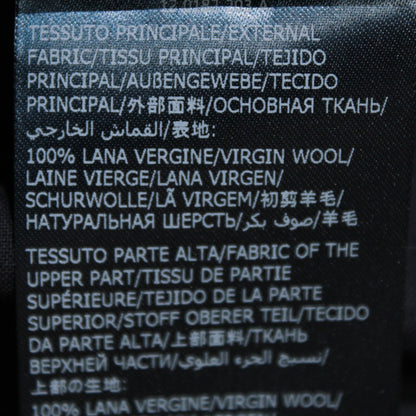 TESSUTO PRINCIPALE/EXTERNAL
FABRIC/TISSU PRINCIPAL/TEJIDO
PRINCIPAL/AUßENGEWEBE/TECIDO
PRINCIPAL/外部面料/ОСНОВНАЯ ТКАНЬ/
القماش الخارجي/表地:
100% LANA VERGINE/VIRGIN WOOL/
LAINE VIERGE/LANA VIRGEN/
SCHURWOLLE/LÃ VIRGEM/初剪羊毛/
НАТУРАЛЬНАЯ ШЕРСТЬ/صوف بكر/羊毛
TESSUTO PARTE ALTA/FABRIC OF THE
UPPER PART/TISSU DE PARTIE
SUPÉRIEURE/TEJIDO DE LA PARTE
SUPERIOR/STOFF OBERER TEIL/TECIDO
DA PARTE ALTA/上部面料/ТКАНЬ
ВЕРХНЕЙ ЧАСТИ/نسيج الجزء العلوي/
上部の生地:
100% LANA VERGINE/VIRGIN WOOL/